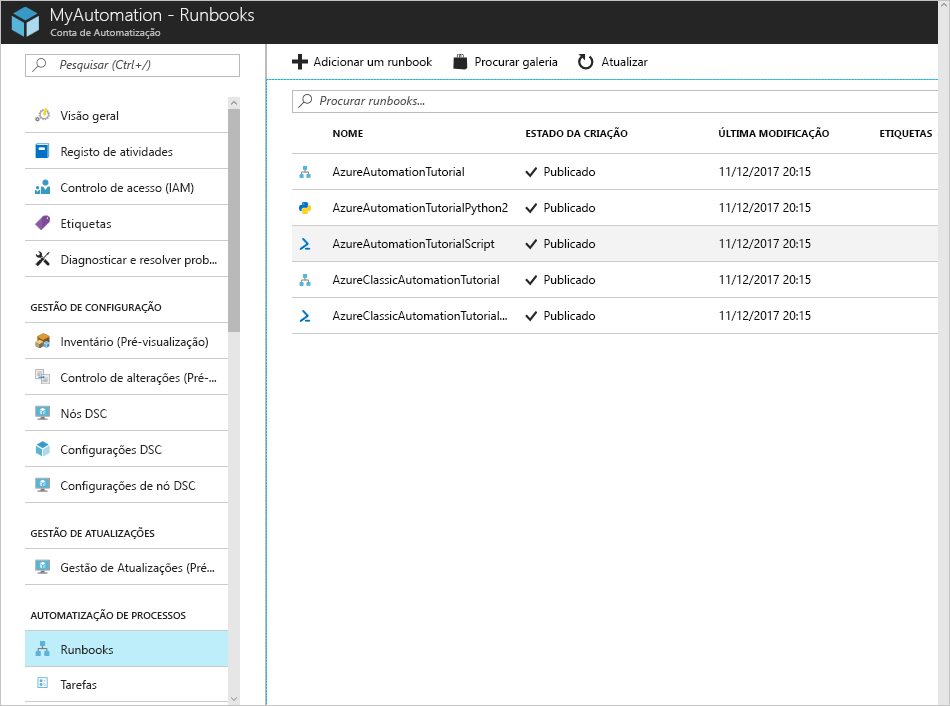 MyAutomation - Runbooks
Conta de Automatização
Pesquisar (Ctrl+/)
Visão geral
Registo de atividades
Controlo de acesso (IAM)
Etiquetas
Diagnosticar e resolver prob...
GESTÃO DE CONFIGURAÇÃO
Inventário (Pré-visualização)
Controlo de alterações (Pré-...
Nós DSC
Configurações DSC
Configurações de nó DSC
GESTÃO DE ATUALIZAÇÕES
Gestão de Atualizações (Pré...
AUTOMATIZAÇÃO DE PROCESSOS
Runbooks
Tarefas
Adicionar um runbook Procurar galeria Atualizar
Procurar runbooks...
NOME ESTADO DA CRIAÇÃO ÚLTIMA MODIFICAÇÃO ETIQUETAS
AzureAutomationTutorial Publicado 11/12/2017 20:15
AzureAutomationTutorialPython2 Publicado 11/12/2017 20:15
AzureAutomationTutorialScript Publicado 11/12/2017 20:15
AzureClassicAutomationTutorial Publicado 11/12/2017 20:15
AzureClassicAutomationTutorial... Publicado 11/12/2017 20:15